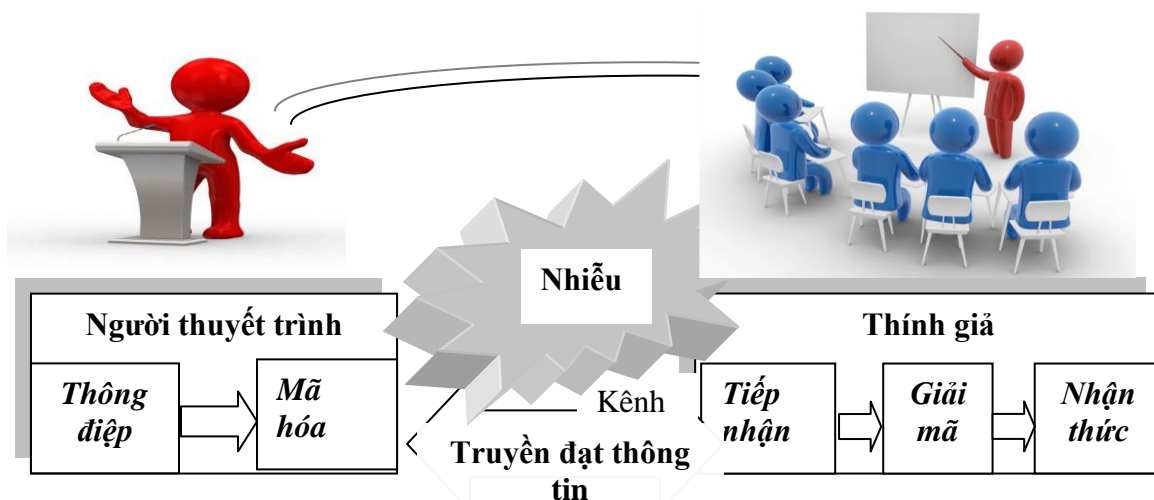 Nhiễu
Người thuyết trình
Thính giả
Thông
điệp
Mã
hóa
Kênh
Truyền đạt thông
tin
Tiếp
nhận
Giải
mã
Nhận
thức